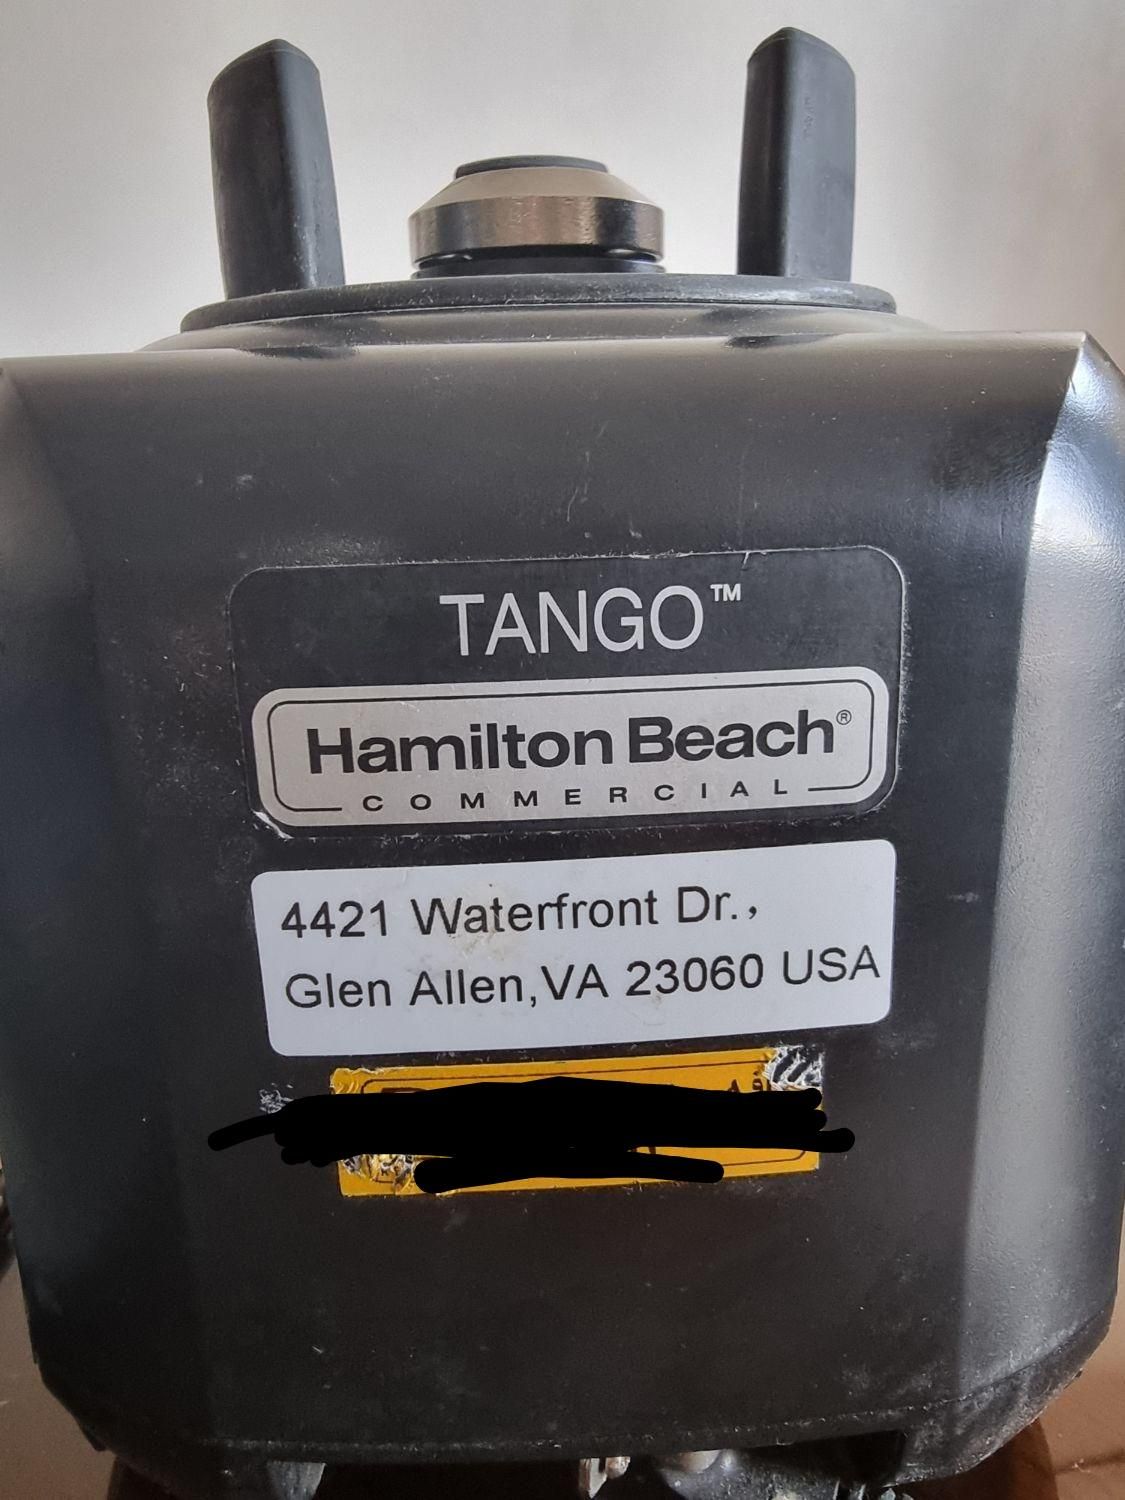 TANGO™
Hamilton Beach®
COMMERCIAL
4421 Waterfront Dr.,
Glen Allen, VA 23060 USA